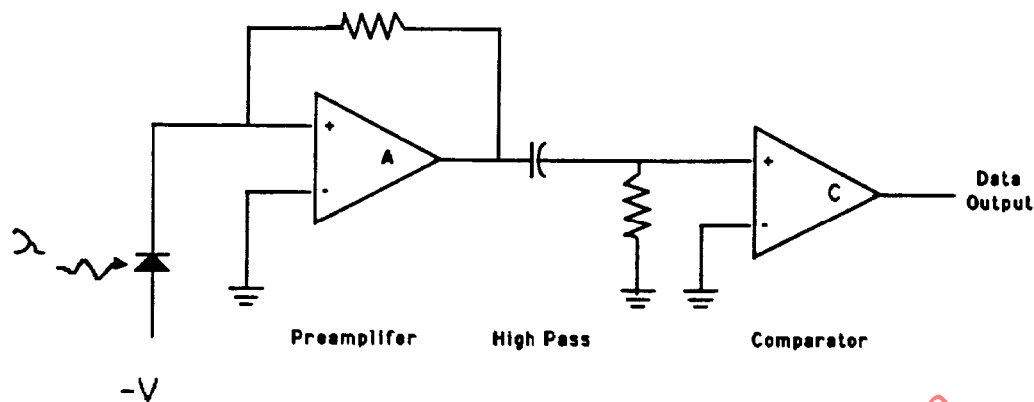 +
A
-
+
C
-
Data
Output
λ
Preamplifer
High Pass
Comparator
-V